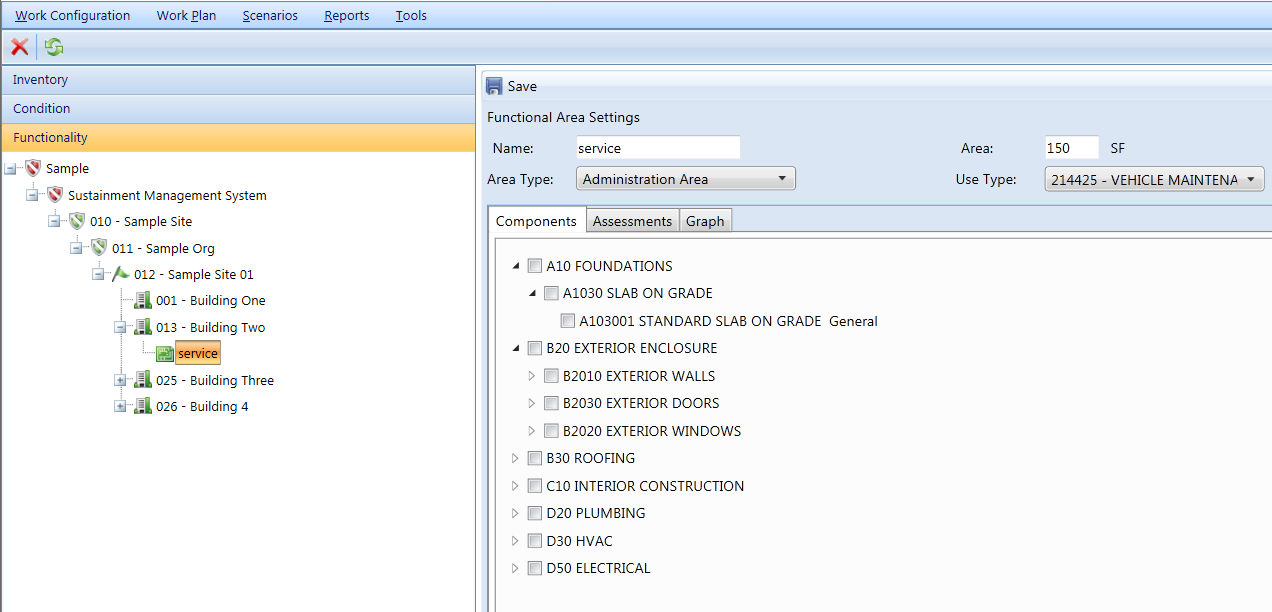 Work Configuration Work Plan Scenarios Reports Tools
Inventory
Condition
Functionality
Sample
Sustainment Management System
010 - Sample Site
011 - Sample Org
012 - Sample Site 01
001 - Building One
013 - Building Two
service
025 - Building Three
026 - Building 4
Save
Functional Area Settings
Name: service Area: 150 SF
Area Type: Administration Area Use Type: 214425 - VEHICLE MAINTENA
Components Assessments Graph
A10 FOUNDATIONS
A1030 SLAB ON GRADE
A103001 STANDARD SLAB ON GRADE General
B20 EXTERIOR ENCLOSURE
B2010 EXTERIOR WALLS
B2030 EXTERIOR DOORS
B2020 EXTERIOR WINDOWS
B30 ROOFING
C10 INTERIOR CONSTRUCTION
D20 PLUMBING
D30 HVAC
D50 ELECTRICAL